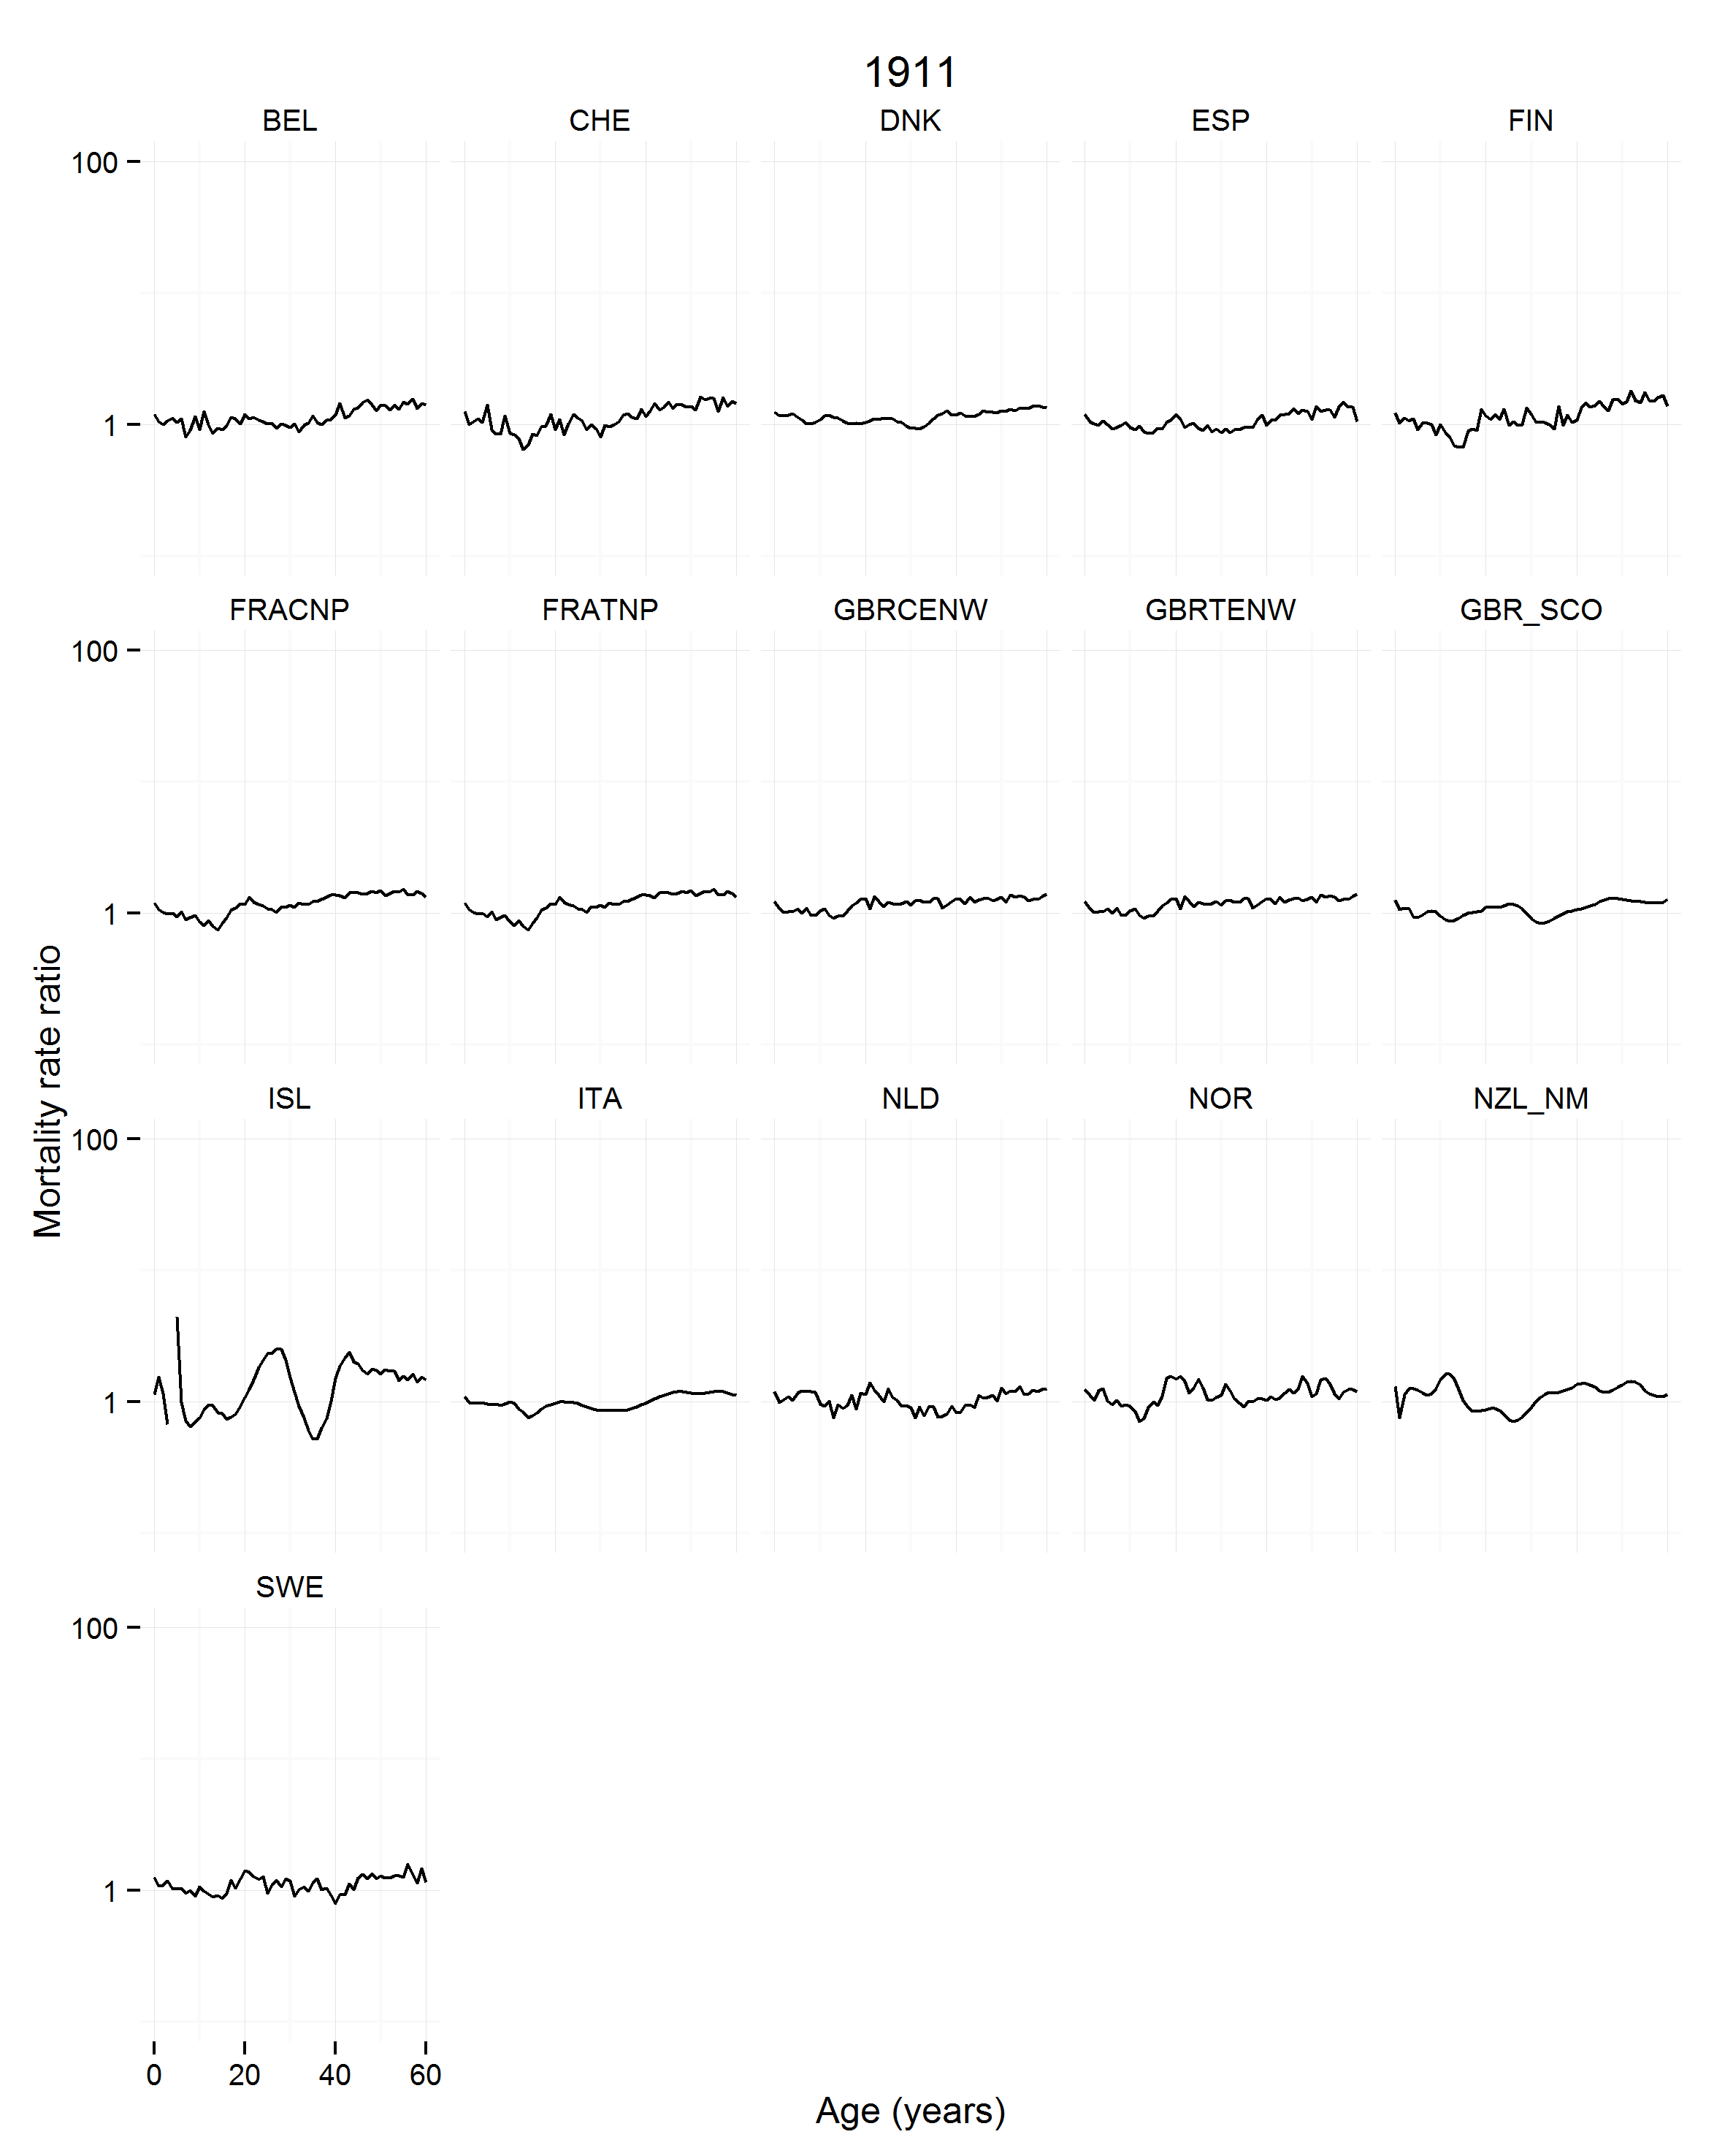 1911
BEL CHE DNK ESP FIN
100
1
FRACNP FRATNP GBRCENW GBRTENW GBR_SCO
100
1
ISL ITA NLD NOR NZL_NM
100
1
SWE
100
1
0 20 40 60
Age (years)
Mortality rate ratio